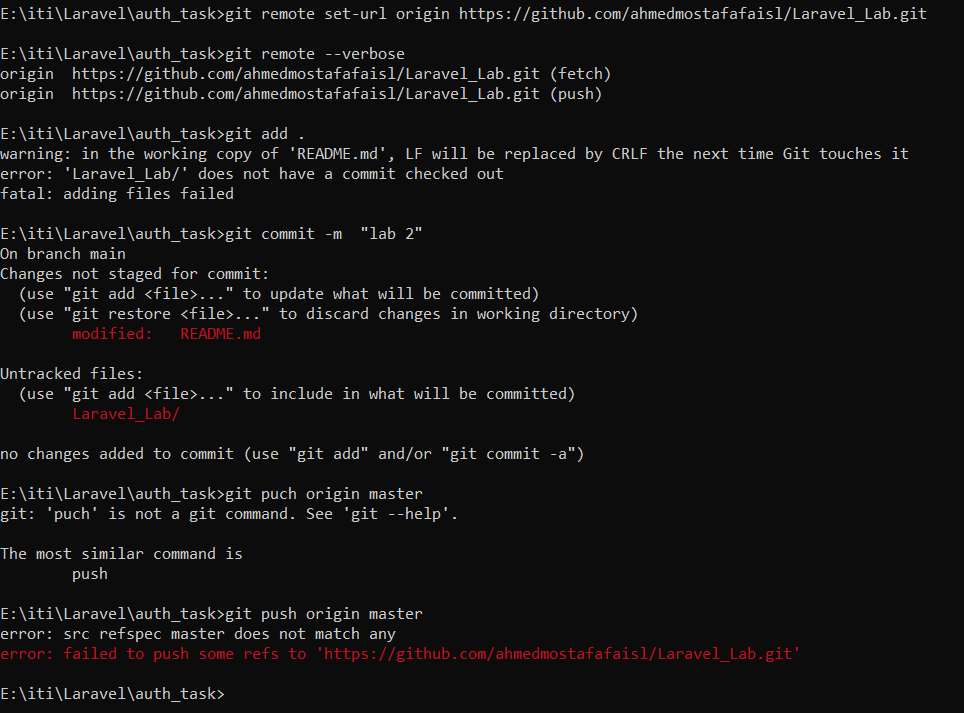 E:\iti\Laravel\auth_task>git remote set-url origin https://github.com/ahmedmostafafaisl/Laravel_Lab.git
E:\iti\Laravel\auth_task>git remote --verbose
origin  https://github.com/ahmedmostafafaisl/Laravel_Lab.git (fetch)
origin  https://github.com/ahmedmostafafaisl/Laravel_Lab.git (push)
E:\iti\Laravel\auth_task>git add .
warning: in the working copy of 'README.md', LF will be replaced by CRLF the next time Git touches it
error: 'Laravel_Lab/' does not have a commit checked out
fatal: adding files failed
E:\iti\Laravel\auth_task>git commit -m  "lab 2"
On branch main
Changes not staged for commit:
  (use "git add <file>..." to update what will be committed)
  (use "git restore <file>..." to discard changes in working directory)
        modified:   README.md
Untracked files:
  (use "git add <file>..." to include in what will be committed)
        Laravel_Lab/
no changes added to commit (use "git add" and/or "git commit -a")
E:\iti\Laravel\auth_task>git puch origin master
git: 'puch' is not a git command. See 'git --help'.
The most similar command is
        push
E:\iti\Laravel\auth_task>git push origin master
error: src refspec master does not match any
error: failed to push some refs to 'https://github.com/ahmedmostafafaisl/Laravel_Lab.git'
E:\iti\Laravel\auth_task>